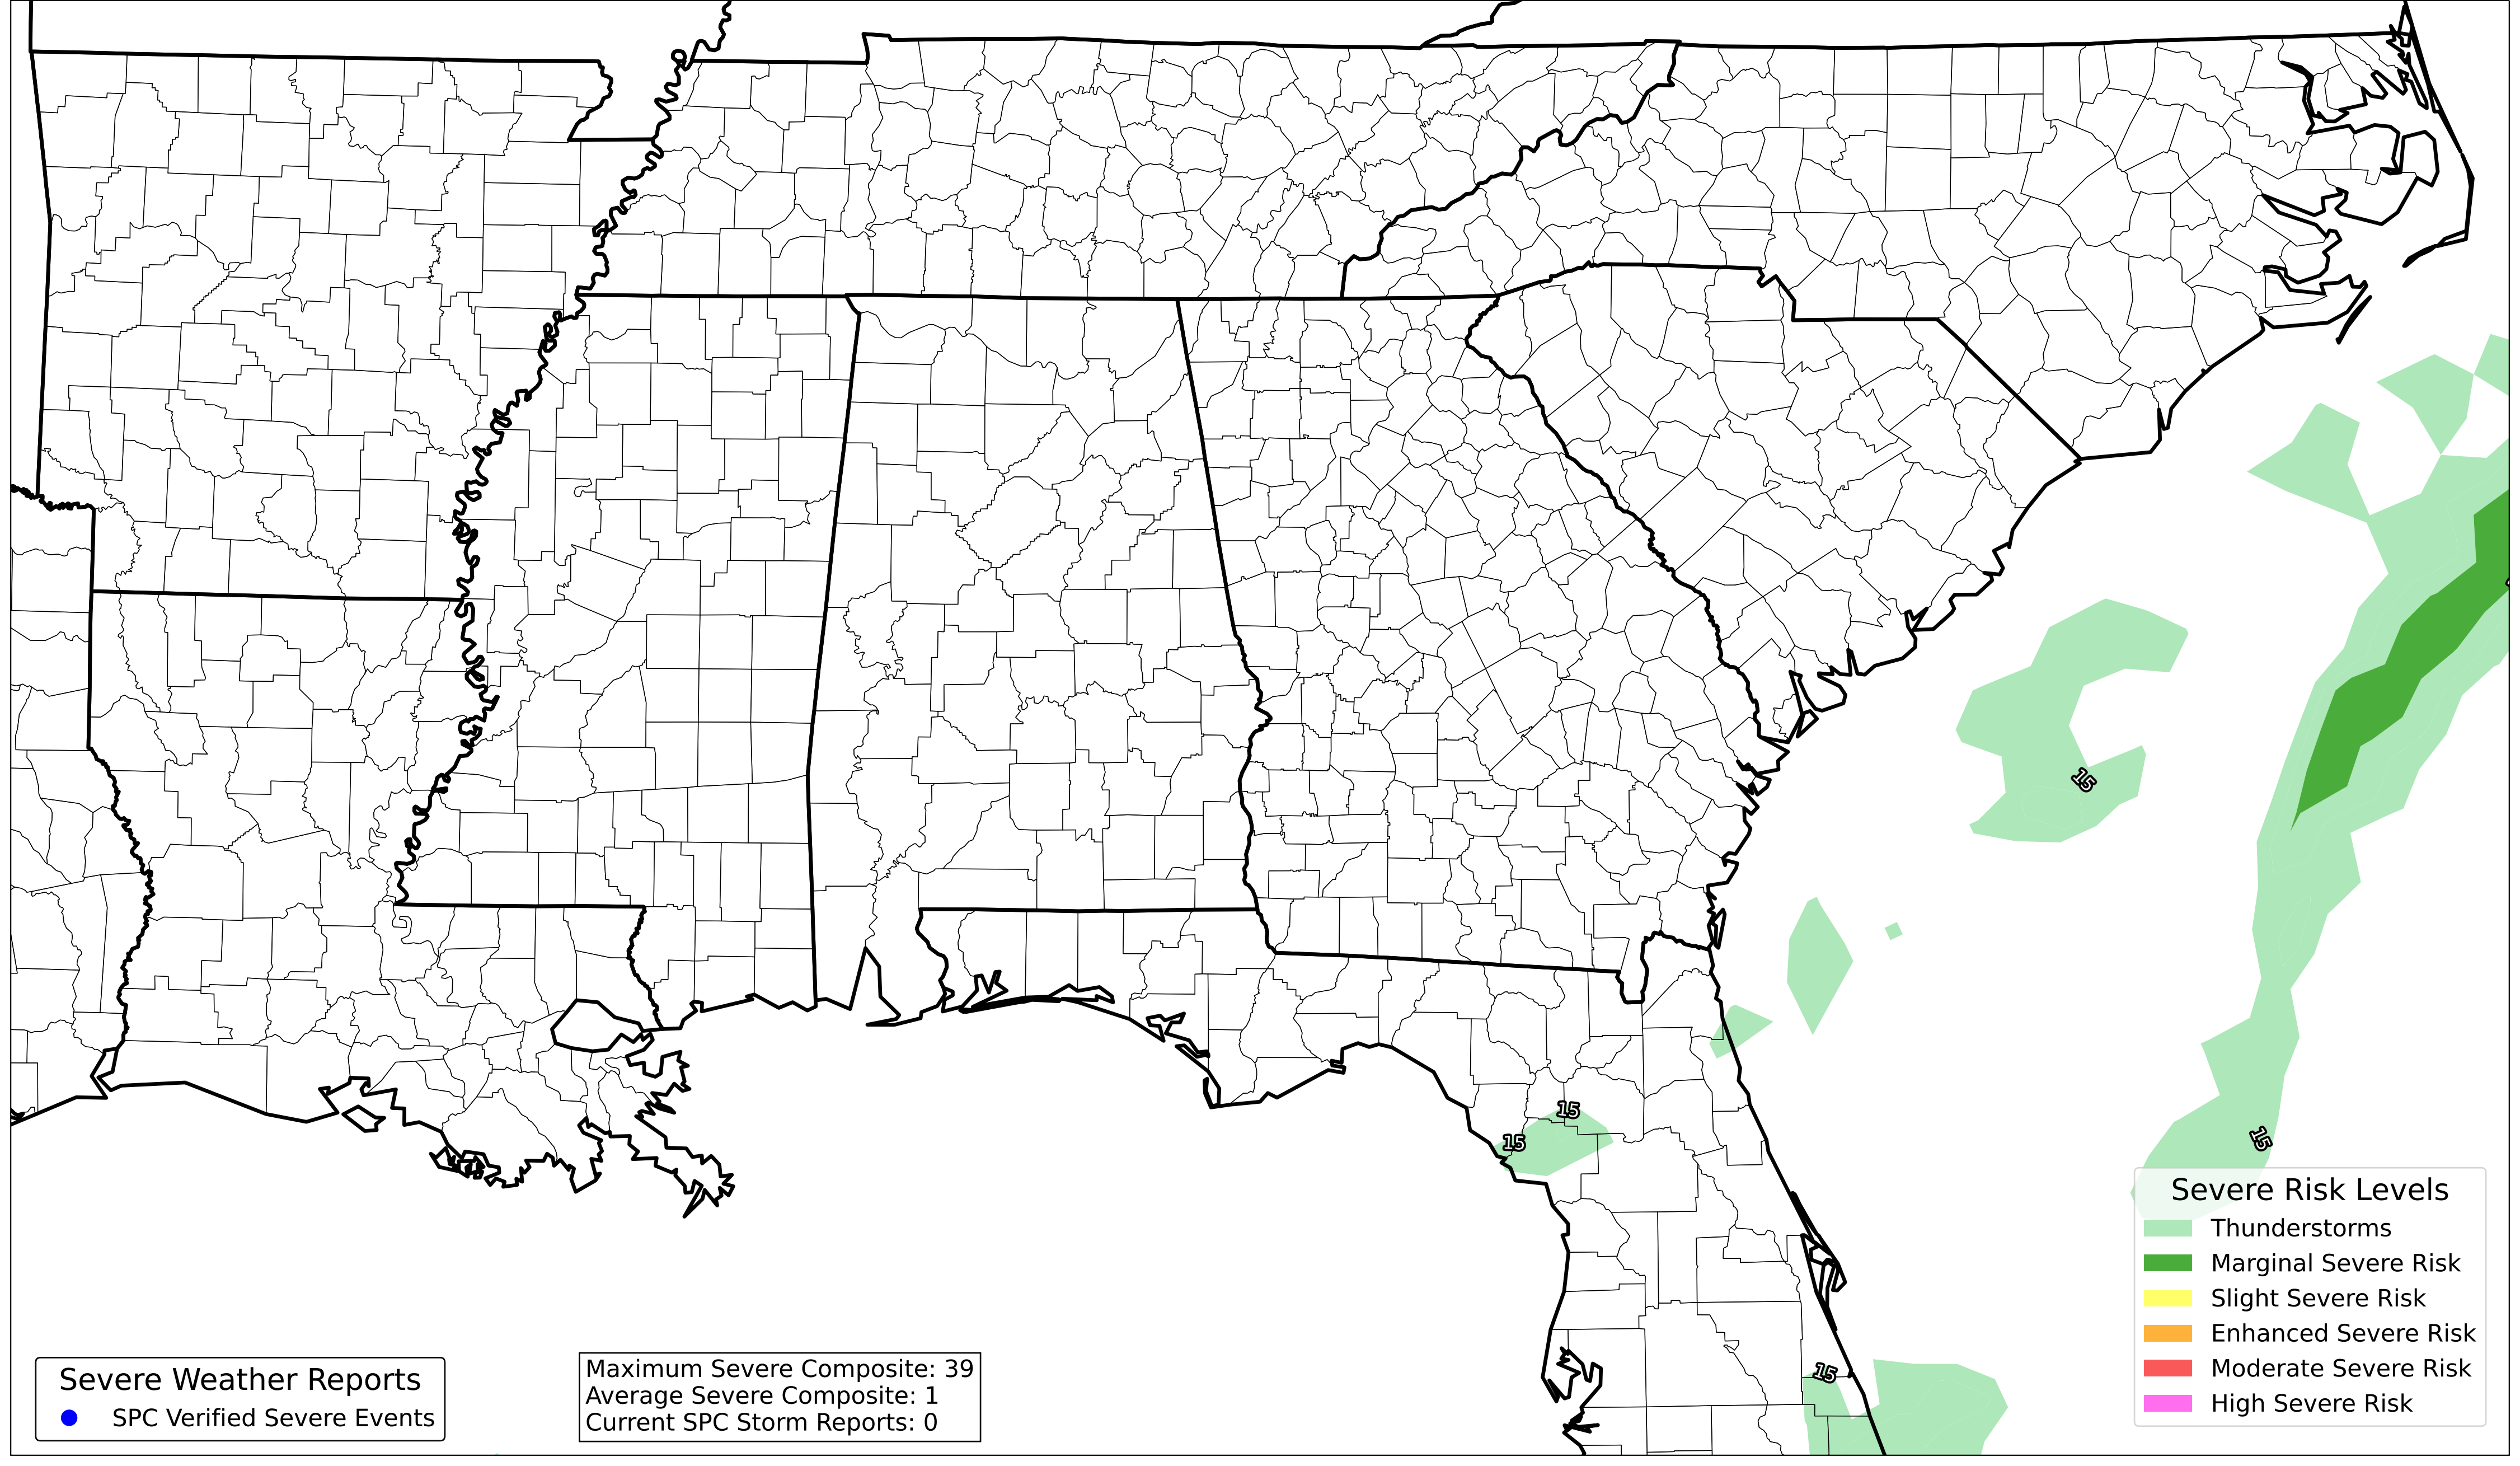 15
15
15
15
15
Severe Risk Levels
Thunderstorms
Marginal Severe Risk
Slight Severe Risk
Enhanced Severe Risk
Moderate Severe Risk
High Severe Risk
Severe Weather Reports
SPC Verified Severe Events
Maximum Severe Composite: 39
Average Severe Composite: 1
Current SPC Storm Reports: 0